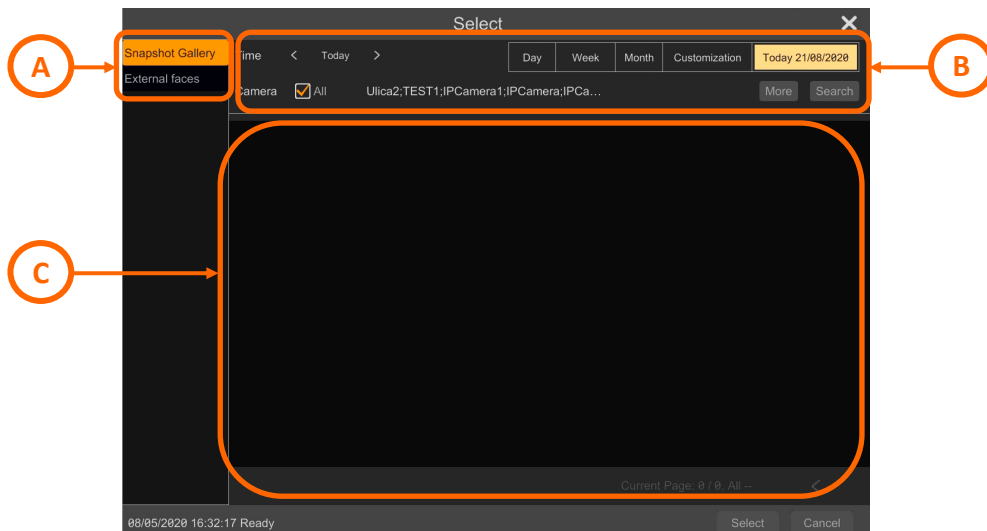 Select
A
Snapshot Gallery
External faces
Time < Today > Day Week Month Customization Today 21/08/2020
B
Camera All Ulica2;TEST1;IPCamera1;IPCamera;IPCa... More Search
C
Current Page: 0 / 0. All -- <
08/05/2020 16:32:17 Ready
Select Cancel